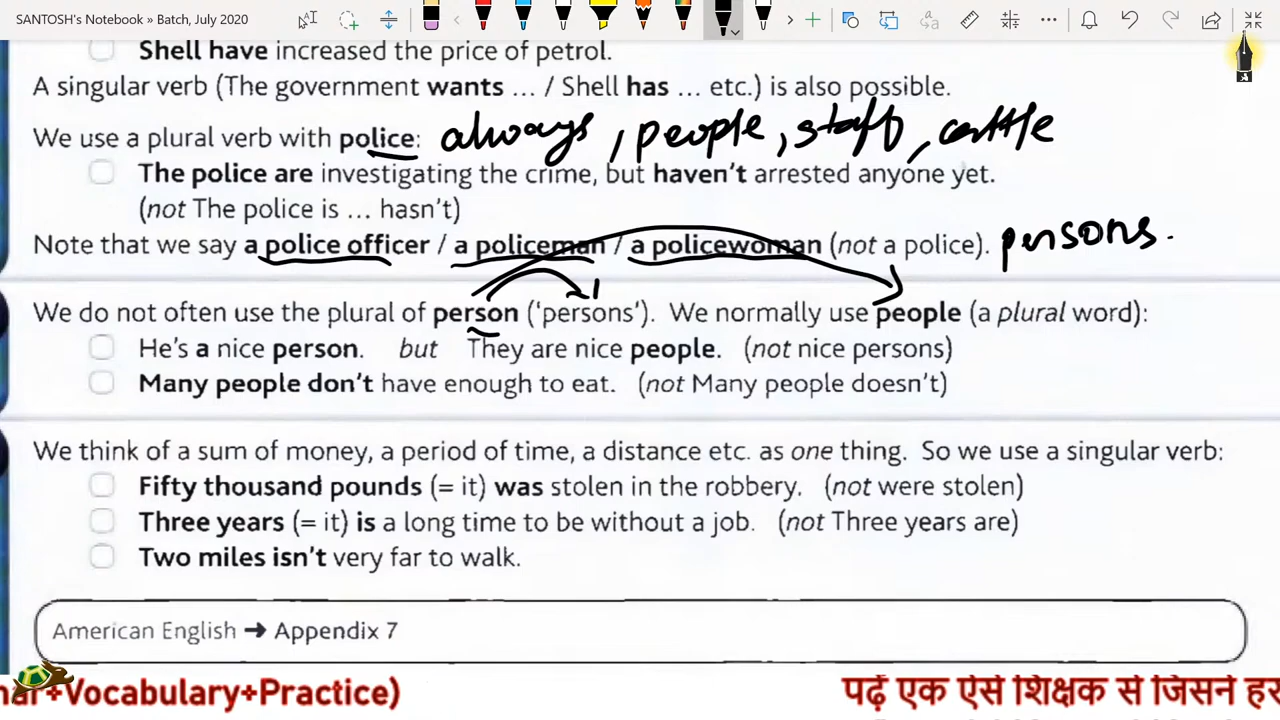 SANTOSH's Notebook » Batch, July 2020
Shell have increased the price of petrol.
A singular verb (The government wants ... / Shell has ... etc.) is also possible.
We use a plural verb with police: always, people, staff, cattle
The police are investigating the crime, but haven't arrested anyone yet.
(not The police is ... hasn't)
Note that we say a police officer / a policeman / a policewoman (not a police). persons.
We do not often use the plural of person ('persons'). We normally use people (a plural word):
He's a nice person. but They are nice people. (not nice persons)
Many people don't have enough to eat. (not Many people doesn't)
We think of a sum of money, a period of time, a distance etc. as one thing. So we use a singular verb:
Fifty thousand pounds (= it) was stolen in the robbery. (not were stolen)
Three years (= it) is a long time to be without a job. (not Three years are)
Two miles isn't very far to walk.
American English ➔ Appendix 7
mar+Vocabulary+Practice) पढ़ें एक ऐसे शिक्षक से जिसने हर